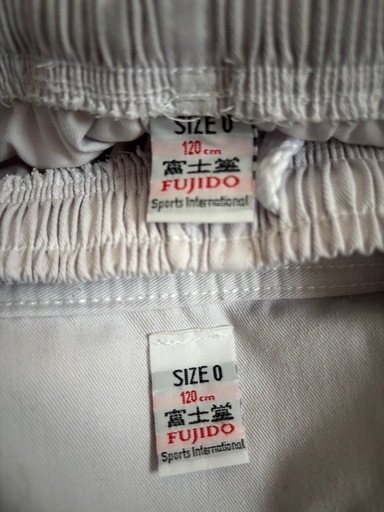 SIZE 0
120 cm
富士堂
FUJIDO
Sports International
SIZE 0
120 cm
富士堂
FUJIDO
Sports International